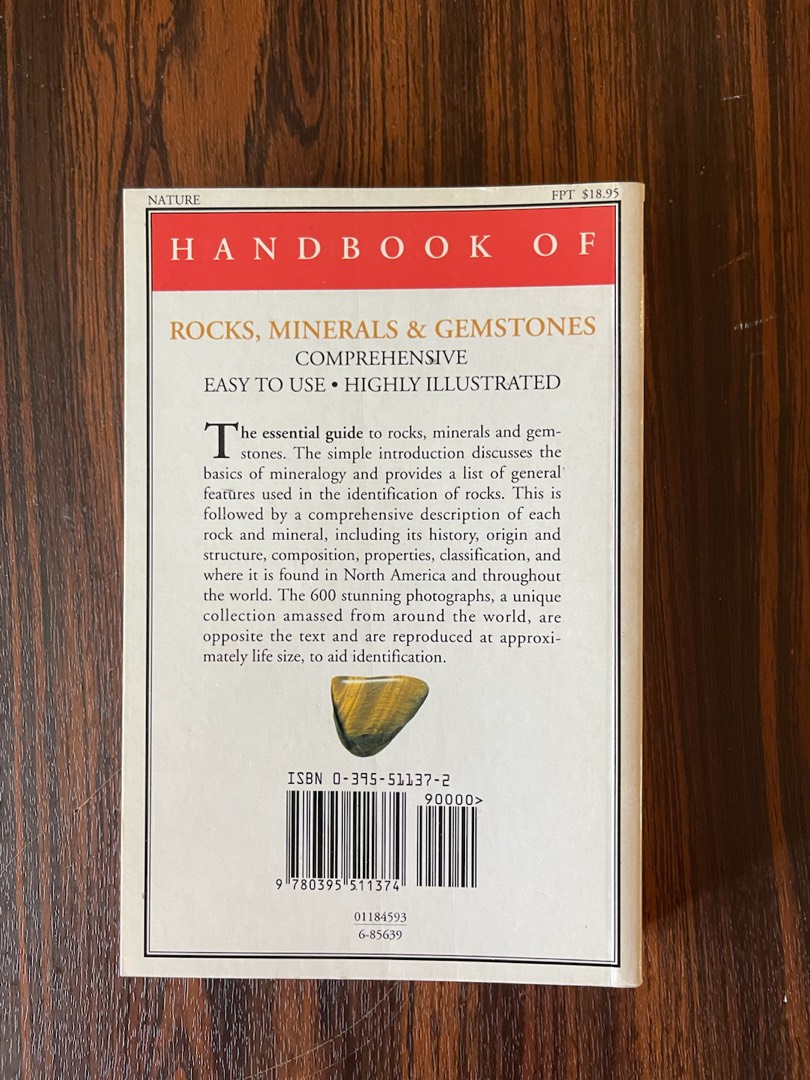 NATURE
FPT $18.95
HANDBOOK OF
ROCKS, MINERALS & GEMSTONES
COMPREHENSIVE
EASY TO USE • HIGHLY ILLUSTRATED
The essential guide to rocks, minerals and gem-
stones. The simple introduction discusses the
basics of mineralogy and provides a list of general
features used in the identification of rocks. This is
followed by a comprehensive description of each
rock and mineral, including its history, origin and
structure, composition, properties, classification, and
where it is found in North America and throughout
the world. The 600 stunning photographs, a unique
collection amassed from around the world, are
opposite the text and are reproduced at approxi-
mately life size, to aid identification.
ISBN 0-395-51137-2
90000>
9 780395 511374
01184593
6-85639